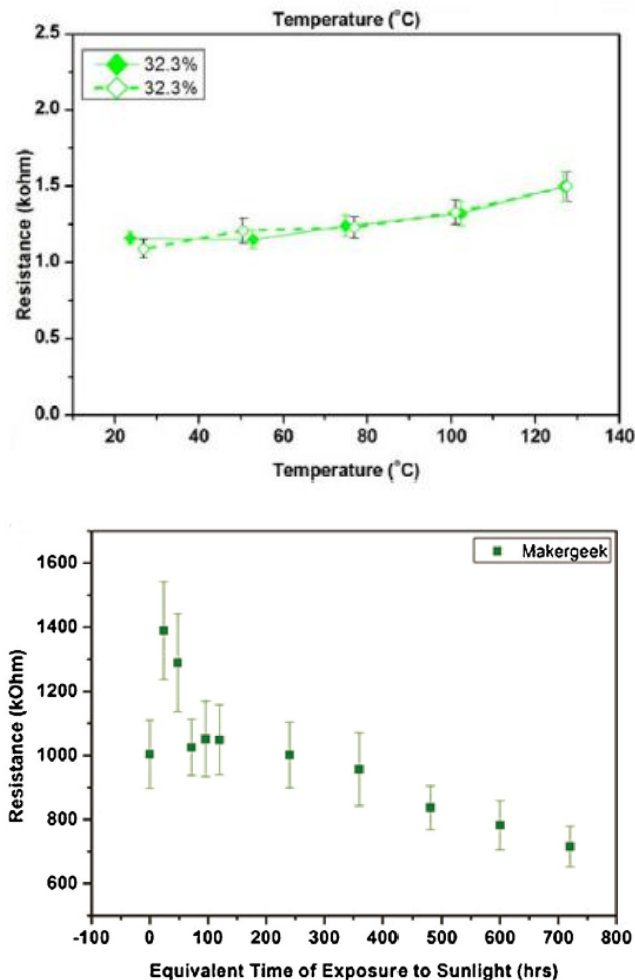 Temperature (°C)
2.5
32.3%
32.3%
2.0
1.5
1.0
0.5
0.0
Resistance (kohm)
20 40 60 80 100 120 140
Temperature (°C)
1600
Makergeek
1400
1200
1000
800
600
Resistance (kOhm)
-100 0 100 200 300 400 500 600 700 800
Equivalent Time of Exposure to Sunlight (hrs)